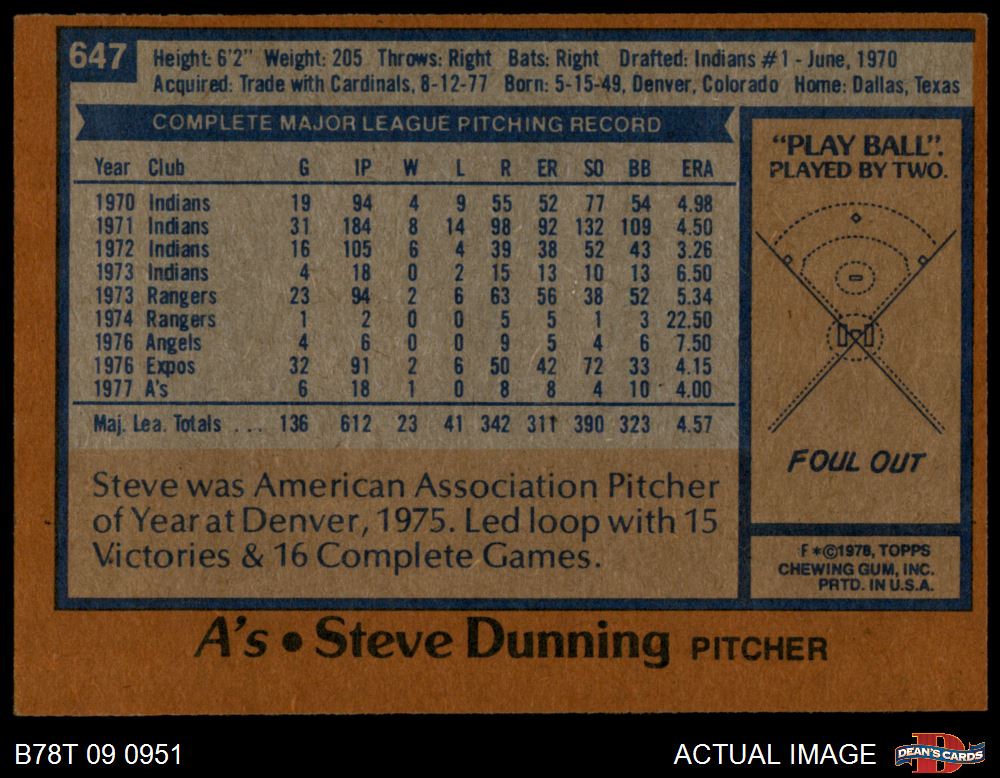 647
Height: 6'2" Weight: 205 Throws: Right Bats: Right Drafted: Indians #1 - June, 1970
Acquired: Trade with Cardinals, 8-12-77 Born: 5-15-49, Denver, Colorado Home: Dallas, Texas
COMPLETE MAJOR LEAGUE PITCHING RECORD
Year Club G IP W L R ER SO BB ERA
1970 Indians 19 94 4 9 55 52 77 54 4.98
1971 Indians 31 184 8 14 98 92 132 109 4.50
1972 Indians 16 105 6 4 39 38 52 43 3.26
1973 Indians 4 18 0 2 15 13 10 13 6.50
1973 Rangers 23 94 2 6 63 56 38 52 5.34
1974 Rangers 1 2 0 0 5 5 1 3 22.50
1976 Angels 4 6 0 0 9 5 4 6 7.50
1976 Expos 32 91 2 6 50 42 72 33 4.15
1977 A's 6 18 1 0 8 8 4 10 4.00
Maj. Lea. Totals ... 136 612 23 41 342 311 390 323 4.57
Steve was American Association Pitcher
of Year at Denver, 1975. Led loop with 15
Victories & 16 Complete Games.
"PLAY BALL".
PLAYED BY TWO.
FOUL OUT
F*©1978, TOPPS
CHEWING GUM, INC.
PRTD. IN U.S.A.
A's • Steve Dunning PITCHER
B78T 09 0951
ACTUAL IMAGE
DEAN'S CARDS